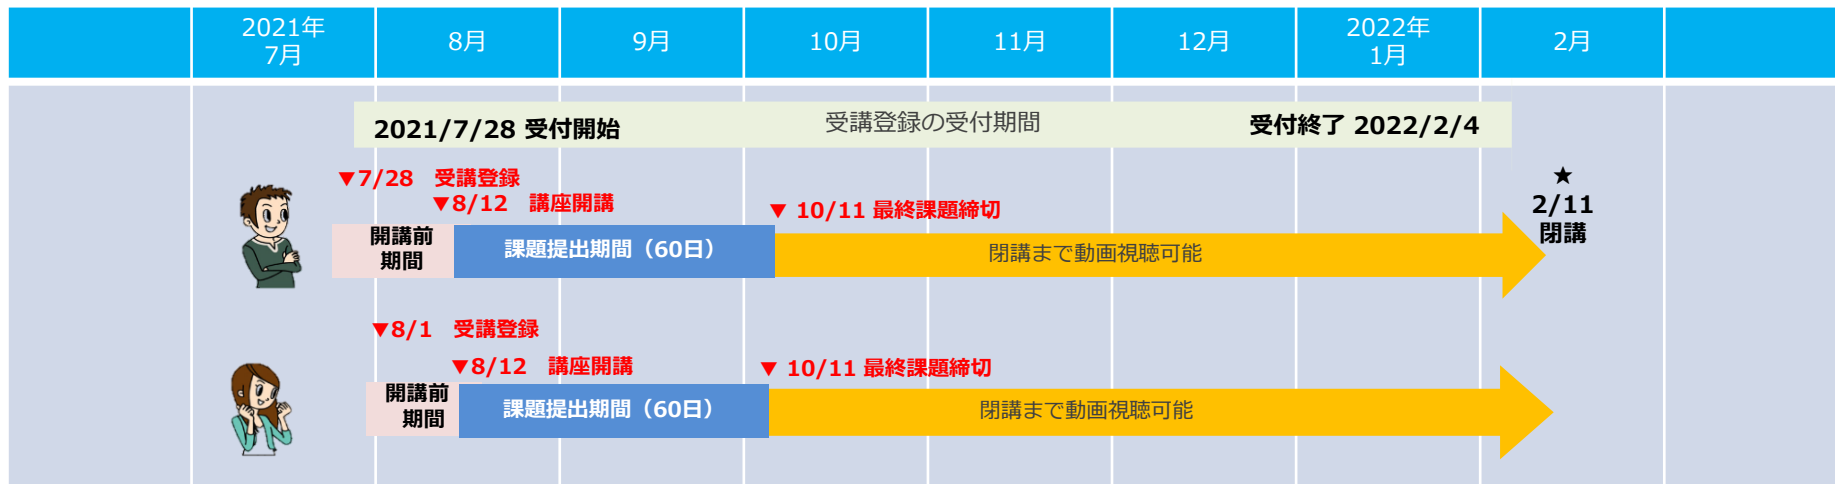 2021年
7月
8月
9月
10月
11月
12月
2022年
1月
2月
2021/7/28 受付開始
受講登録の受付期間
受付終了 2022/2/4
▼7/28 受講登録
▼8/12 講座開講
▼ 10/11 最終課題締切
★
2/11
閉講
開講前
期間
課題提出期間（60日）
閉講まで動画視聴可能
▼8/1 受講登録
▼8/12 講座開講
▼ 10/11 最終課題締切
開講前
期間
課題提出期間（60日）
閉講まで動画視聴可能